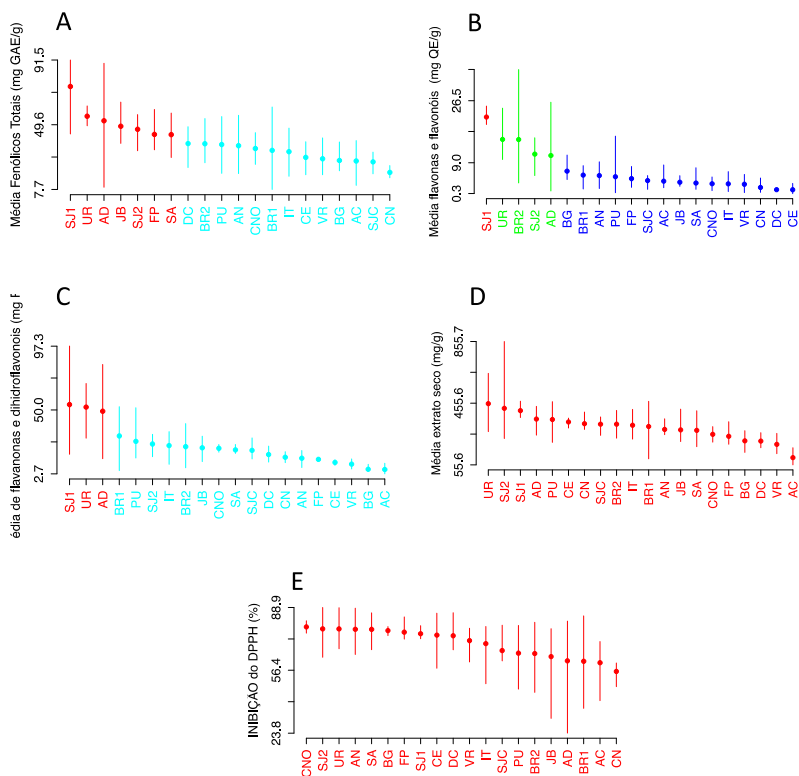 A
Média Fenólicos Totais (mg GAE/g)
91.5
49.6
7.7
SJ1 UR AD JB SJ2 FP SA DC BR2 PU AN CNO BR1 IT CE VR BG AC SJC CN
B
Média flavonas e flavonóis (mg QE/g)
26.5
9.0
0.3
SJ1 UR BR2 SJ2 AD BG BR1 AN PU FP SJC AC JB SA CNO IT VR CN DC CE
C
édia de flavanonas e dihidroflavonois (mg
97.3
50.0
2.7
SJ1 UR AD BR1 PU SJ2 IT BR2 JB CNO SA SJC DC CN AN FP CE VR BG AC
D
Média extrato seco (mg/g)
855.7
455.6
55.6
UR SJ2 SJ1 AD PU CE CN SJC BR2 IT BR1 AN JB SA CNO FP BG DC VR AC
E
INIBIÇÃO do DPPH (%)
88.9
56.4
23.8
CNO SJ2 UR AN SA BG FP SJ1 CE DC VR IT SJC PU BR2 JB AD BR1 AC CN